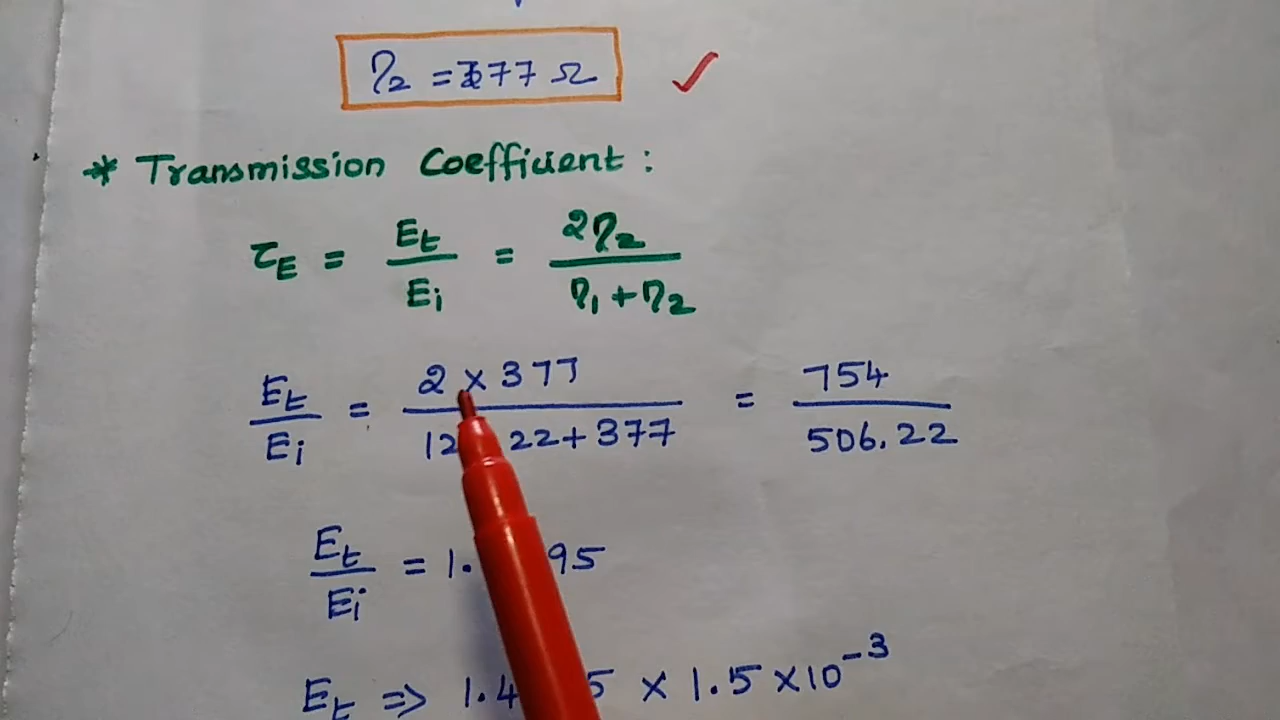 η₂ = 377 Ω ✓
* Transmission Coefficient :
τE = Et/Ei = 2η₂/(η₁+η₂)
Et/Ei = (2 × 377)/(12 22+377) = 754/506.22
Et/Ei = 1. 95
Et ⇒ 1.4 5 × 1.5 × 10⁻³